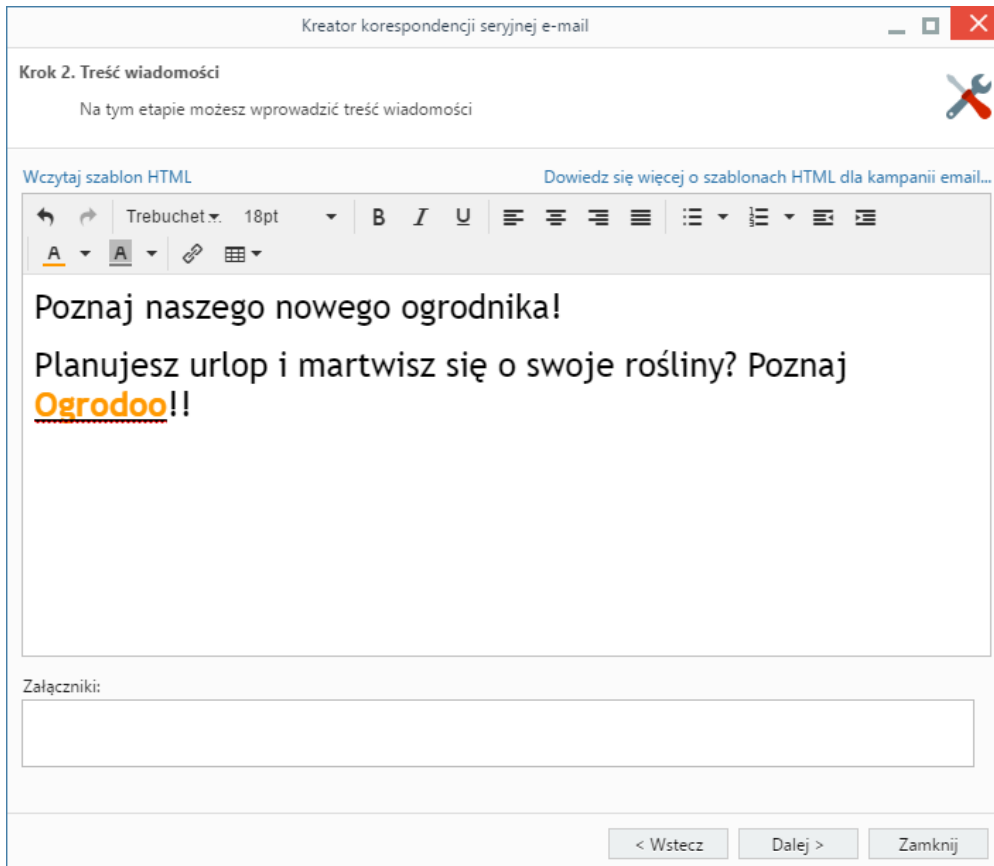 Kreator korespondencji seryjnej e-mail
Krok 2. Treść wiadomości
Na tym etapie możesz wprowadzić treść wiadomości
Wczytaj szablon HTML Dowiedz się więcej o szablonach HTML dla kampanii email...
Trebuchet... 18pt B I U
A A
Poznaj naszego nowego ogrodnika!
Planujesz urlop i martwisz się o swoje rośliny? Poznaj
Ogrodoo!!
Załączniki:
< Wstecz Dalej > Zamknij